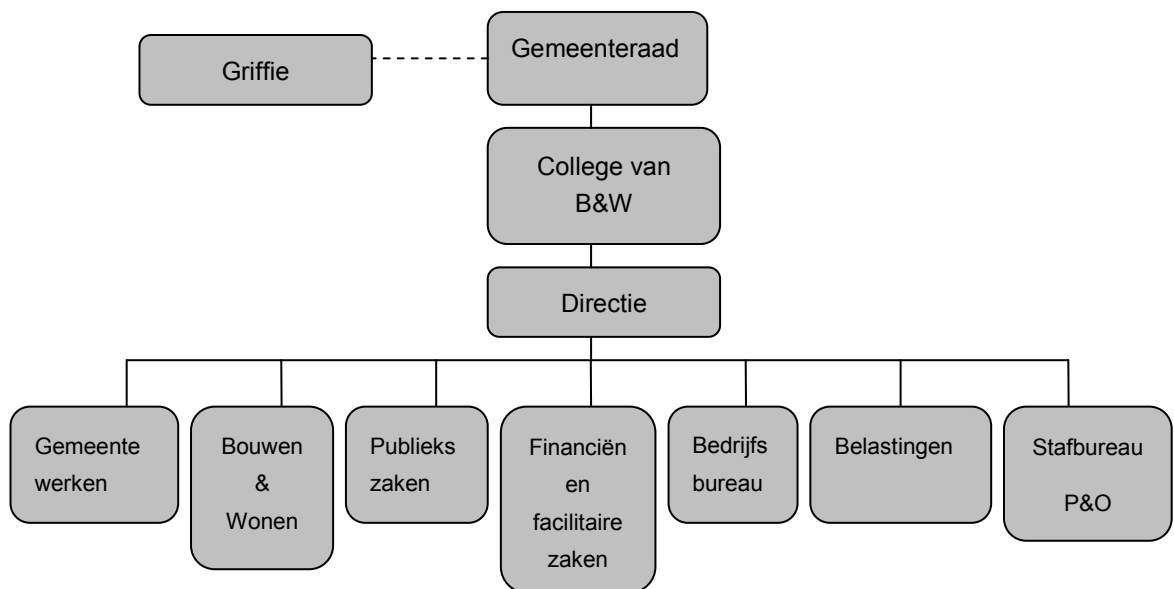 Griffie
Gemeenteraad
College van
B&W
Directie
Gemeente
werken
Bouwen
&
Wonen
Publieks
zaken
Financiën
en
facilitaire
zaken
Bedrijfs
bureau
Belastingen
Stafbureau
P&O